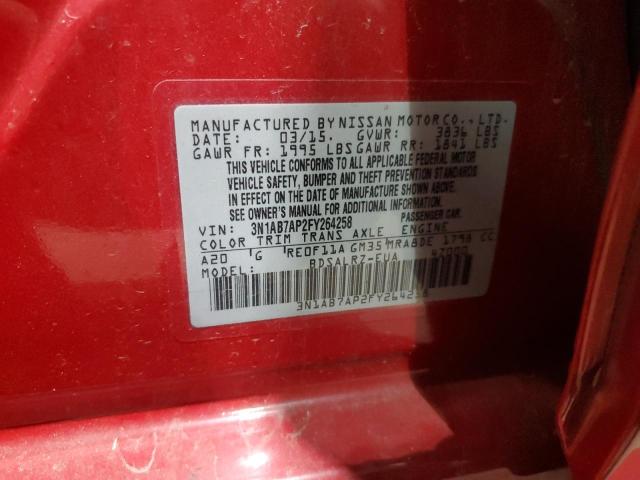 MANUFACTURED BY NISSAN MOTOR CO., LTD.
DATE: 03/15. GVWR: 3836 LBS
GAWR FR: 1995 LBS GAWR RR: 1841 LBS
THIS VEHICLE CONFORMS TO ALL APPLICABLE FEDERAL MOTOR
VEHICLE SAFETY, BUMPER AND THEFT PREVENTION STANDARDS
IN EFFECT ON THE DATE OF MANUFACTURE SHOWN ABOVE.
SEE OWNER'S MANUAL FOR ADDITIONAL INFORMATION.
VIN: 3N1AB7AP2FY264258 PASSENGER CAR.
COLOR TRIM TRANS AXLE ENGINE
A20 G RE0F11A GM35 MRA8DE 1798 CC
MODEL: BDSALRZ-EUA 47000
3N1AB7AP2FY264258